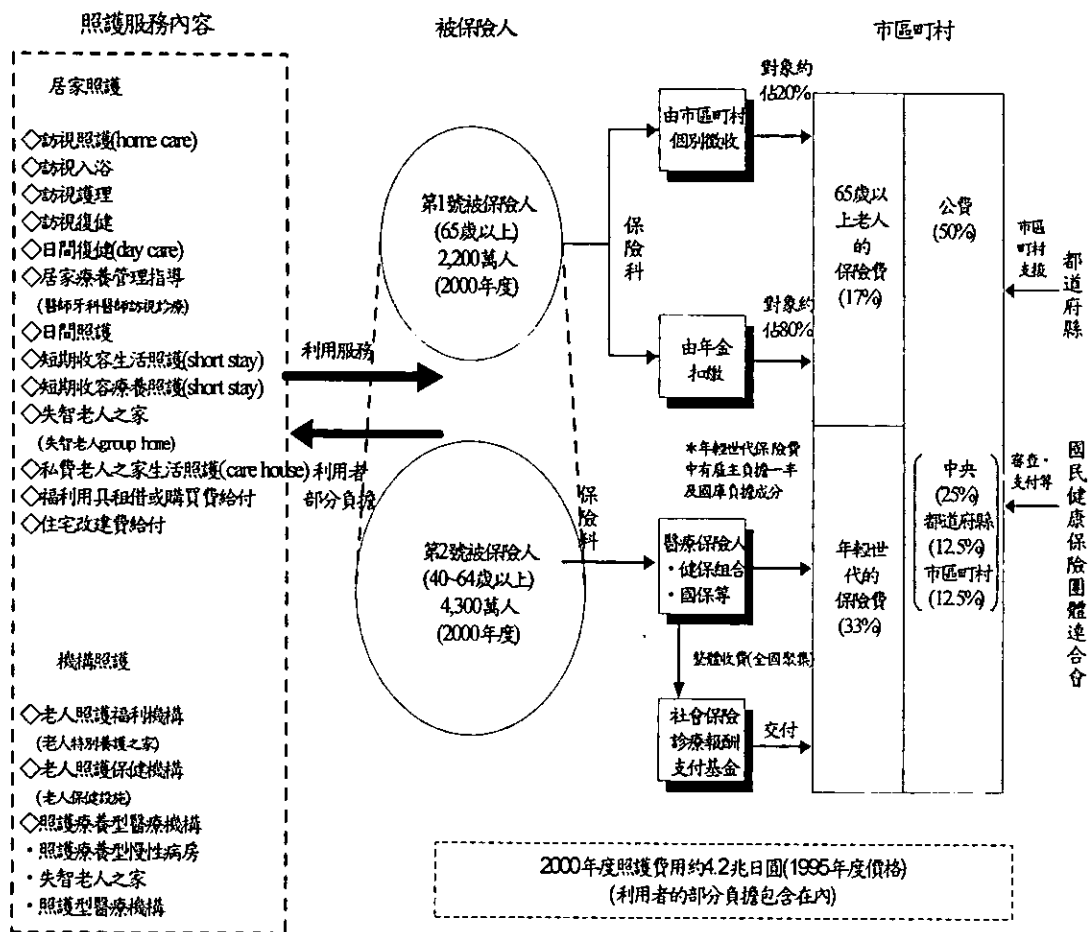 照護服務內容
被保險人
市區町村
居家照護
◇訪視照護(home care)
◇訪視入浴
◇訪視護理
◇訪視復健
◇日間復健(day care)
◇居家療養管理指導
(醫師牙科醫師訪視診療)
◇日間照護
◇短期收容生活照護(short stay)
◇短期收容療養照護(short stay)
◇失智老人之家
(失智老人group home)
◇私費老人之家生活照護(care house)
◇福利用具租借或購買費給付
◇住宅改建費給付
機構照護
◇老人照護福利機構
(老人特別養護之家)
◇老人照護保健機構
(老人保健設施)
◇照護療養型醫療機構
・照護療養型慢性病房
・失智老人之家
・照護型醫療機構
利用服務
利用者
部分負擔
第1號被保險人
(65歲以上)
2,200萬人
(2000年度)
第2號被保險人
(40~64歲以上)
4,300萬人
(2000年度)
保險科
保險科
由市區町村
個別徵收
對象約
佔20%
由年金
扣繳
對象約
佔80%
*年輕世代保險費
中有雇主負擔一半
及國庫負擔成分
醫療保險人
・健保組合
・國保等
整體收費(全國聚集)
社會保險
診療報酬
支付基金
交付
65歲以
上老人
的
保險費
(17%)
年輕世
代的
保險費
(33%)
公費
(50%)
中央
(25%)
都道府縣
(12.5%)
市區町村
(12.5%)
市區
町村
支援
都道府縣
審查・
支付等
國民健康保險團體連合會
2000年度照護費用約4.2兆日圓(1995年度價格)
(利用者的部分負擔包含在內)